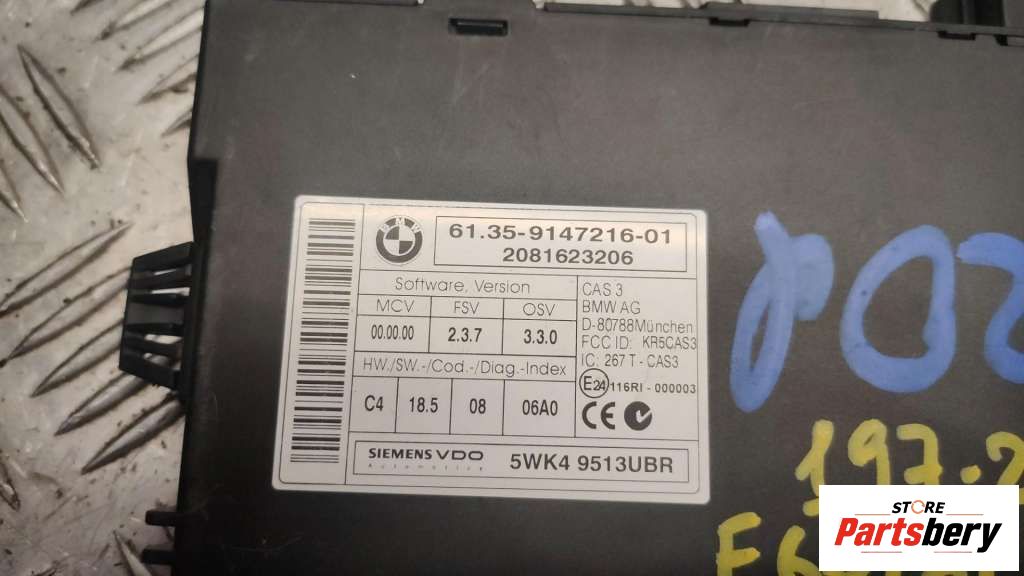 BMW
61.35-9147216-01
2081623206
Software, Version
MCV FSV OSV
00.00.00 2.3.7 3.3.0
HW./SW.-/Cod.-/Diag.-Index
C4 18.5 08 06A0
CAS 3
BMW AG
D-80788München
FCC ID: KR5CAS3
IC: 267 T - CAS3
E24 116RI - 000003
CE
SIEMENS VDO
Automotive
5WK4 9513UBR
STORE
Partsbery